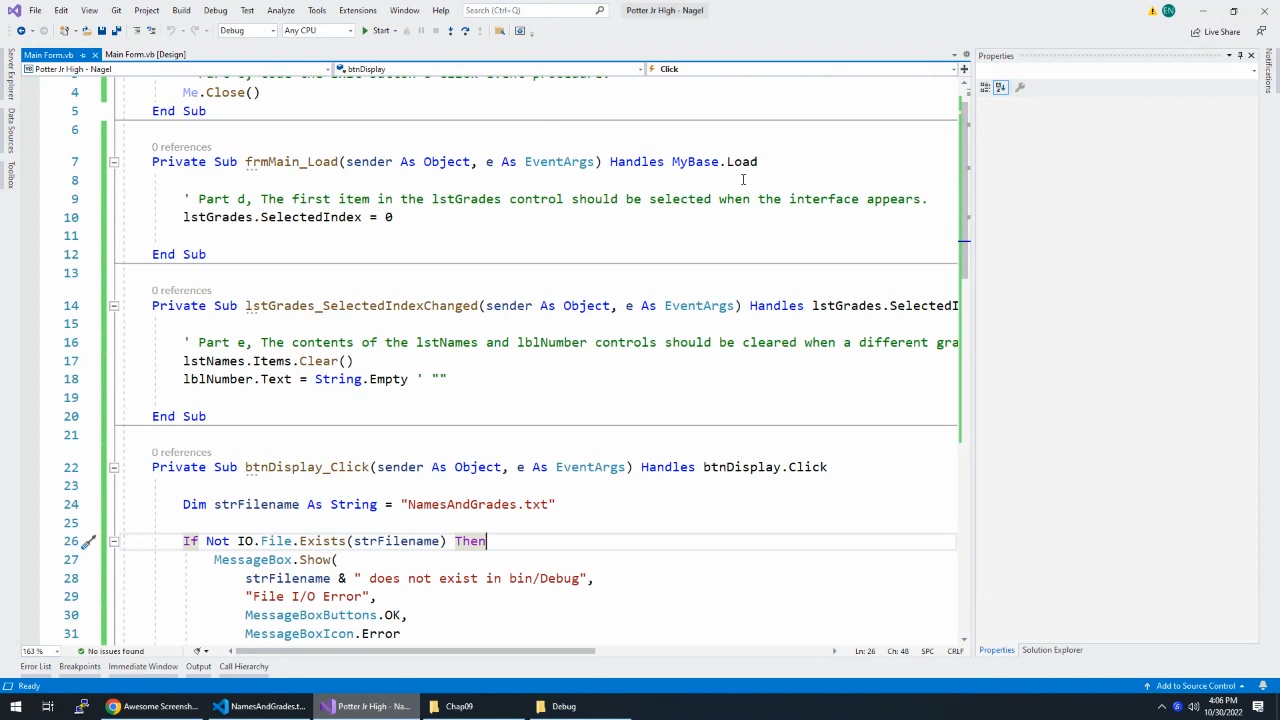 File Edit View Git Project Build Debug Test Analyze Tools Extensions Window Help Search (Ctrl+Q) Potter Jr High - Nagel EN
Debug Any CPU Start Live Share
Server Explorer
Data Sources
Toolbox
Main Form.vb Main Form.vb [Design]
Potter Jr High - Nagel btnDisplay Click
4 Me.Close()
5 End Sub
6
0 references
7 Private Sub frmMain_Load(sender As Object, e As EventArgs) Handles MyBase.Load
8
9 ' Part d, The first item in the lstGrades control should be selected when the interface appears.
10 lstGrades.SelectedIndex = 0
11
12 End Sub
13
0 references
14 Private Sub lstGrades_SelectedIndexChanged(sender As Object, e As EventArgs) Handles lstGrades.SelectedI
15
16 ' Part e, The contents of the lstNames and lblNumber controls should be cleared when a different gra
17 lstNames.Items.Clear()
18 lblNumber.Text = String.Empty ' ""
19
20 End Sub
21
0 references
22 Private Sub btnDisplay_Click(sender As Object, e As EventArgs) Handles btnDisplay.Click
23
24 Dim strFilename As String = "NamesAndGrades.txt"
25
26 If Not IO.File.Exists(strFilename) Then
27 MessageBox.Show(
28 strFilename & " does not exist in bin/Debug",
29 "File I/O Error",
30 MessageBoxButtons.OK,
31 MessageBoxIcon.Error
163 % No issues found Ln: 26 Ch: 48 SPC CRLF
Properties
Notifications
Properties Solution Explorer
Error List Breakpoints Immediate Window Output Call Hierarchy
Ready Add to Source Control
Awesome Screensh... NamesAndGrades.t... Potter Jr High - Na... Chap09 Debug
4:06 PM
10/30/2022